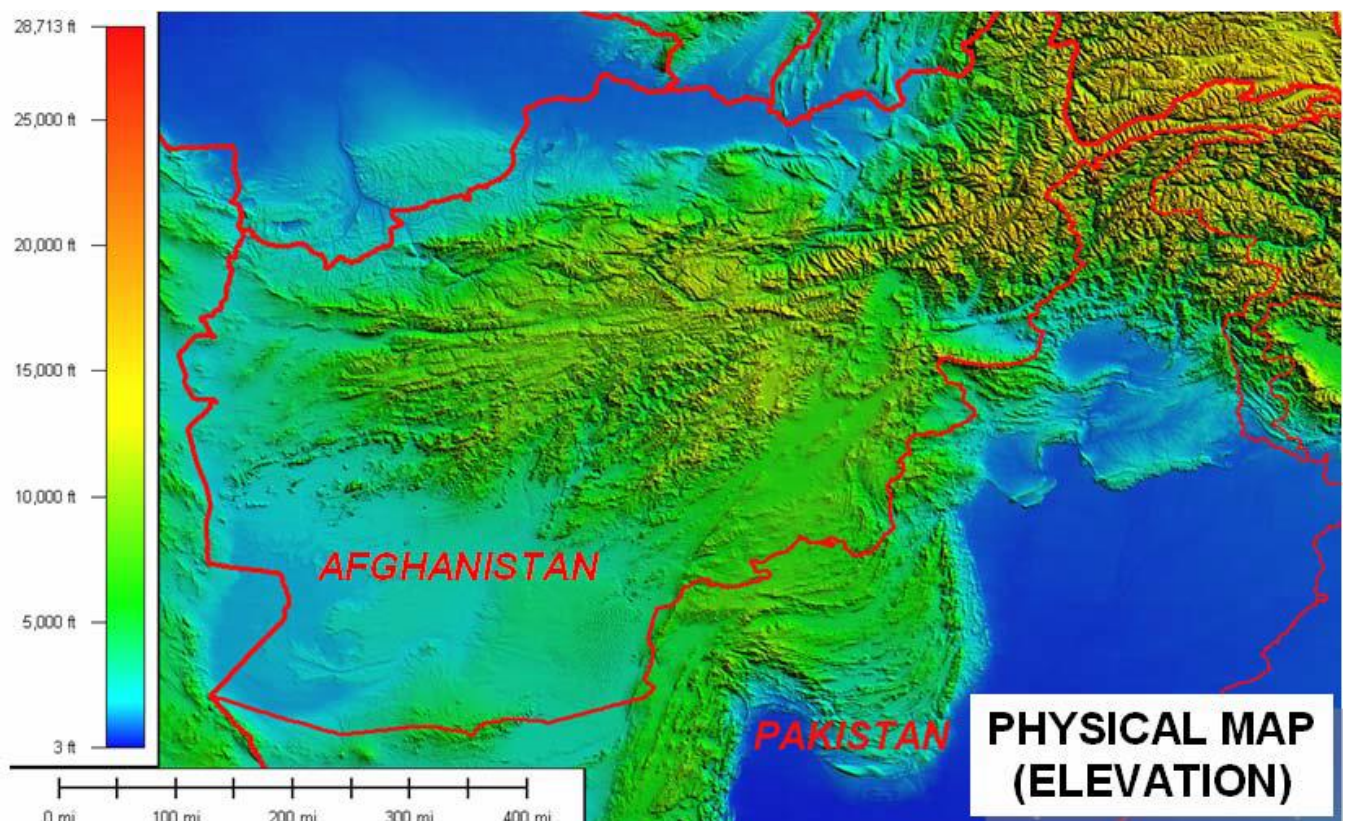 28,713 ft
25,000 ft
20,000 ft
15,000 ft
10,000 ft
5,000 ft
3 ft
AFGHANISTAN
PAKISTAN
PHYSICAL MAP
(ELEVATION)
0 mi 100 mi 200 mi 300 mi 400 mi